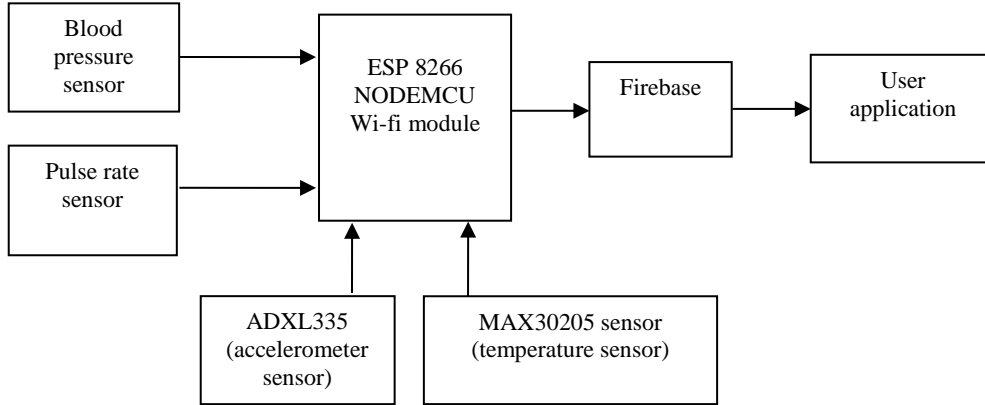 Blood
pressure
sensor
ESP 8266
NODEMCU
Wi-fi module
Firebase
User
application
Pulse rate
sensor
ADXL335
(accelerometer
sensor)
MAX30205 sensor
(temperature sensor)